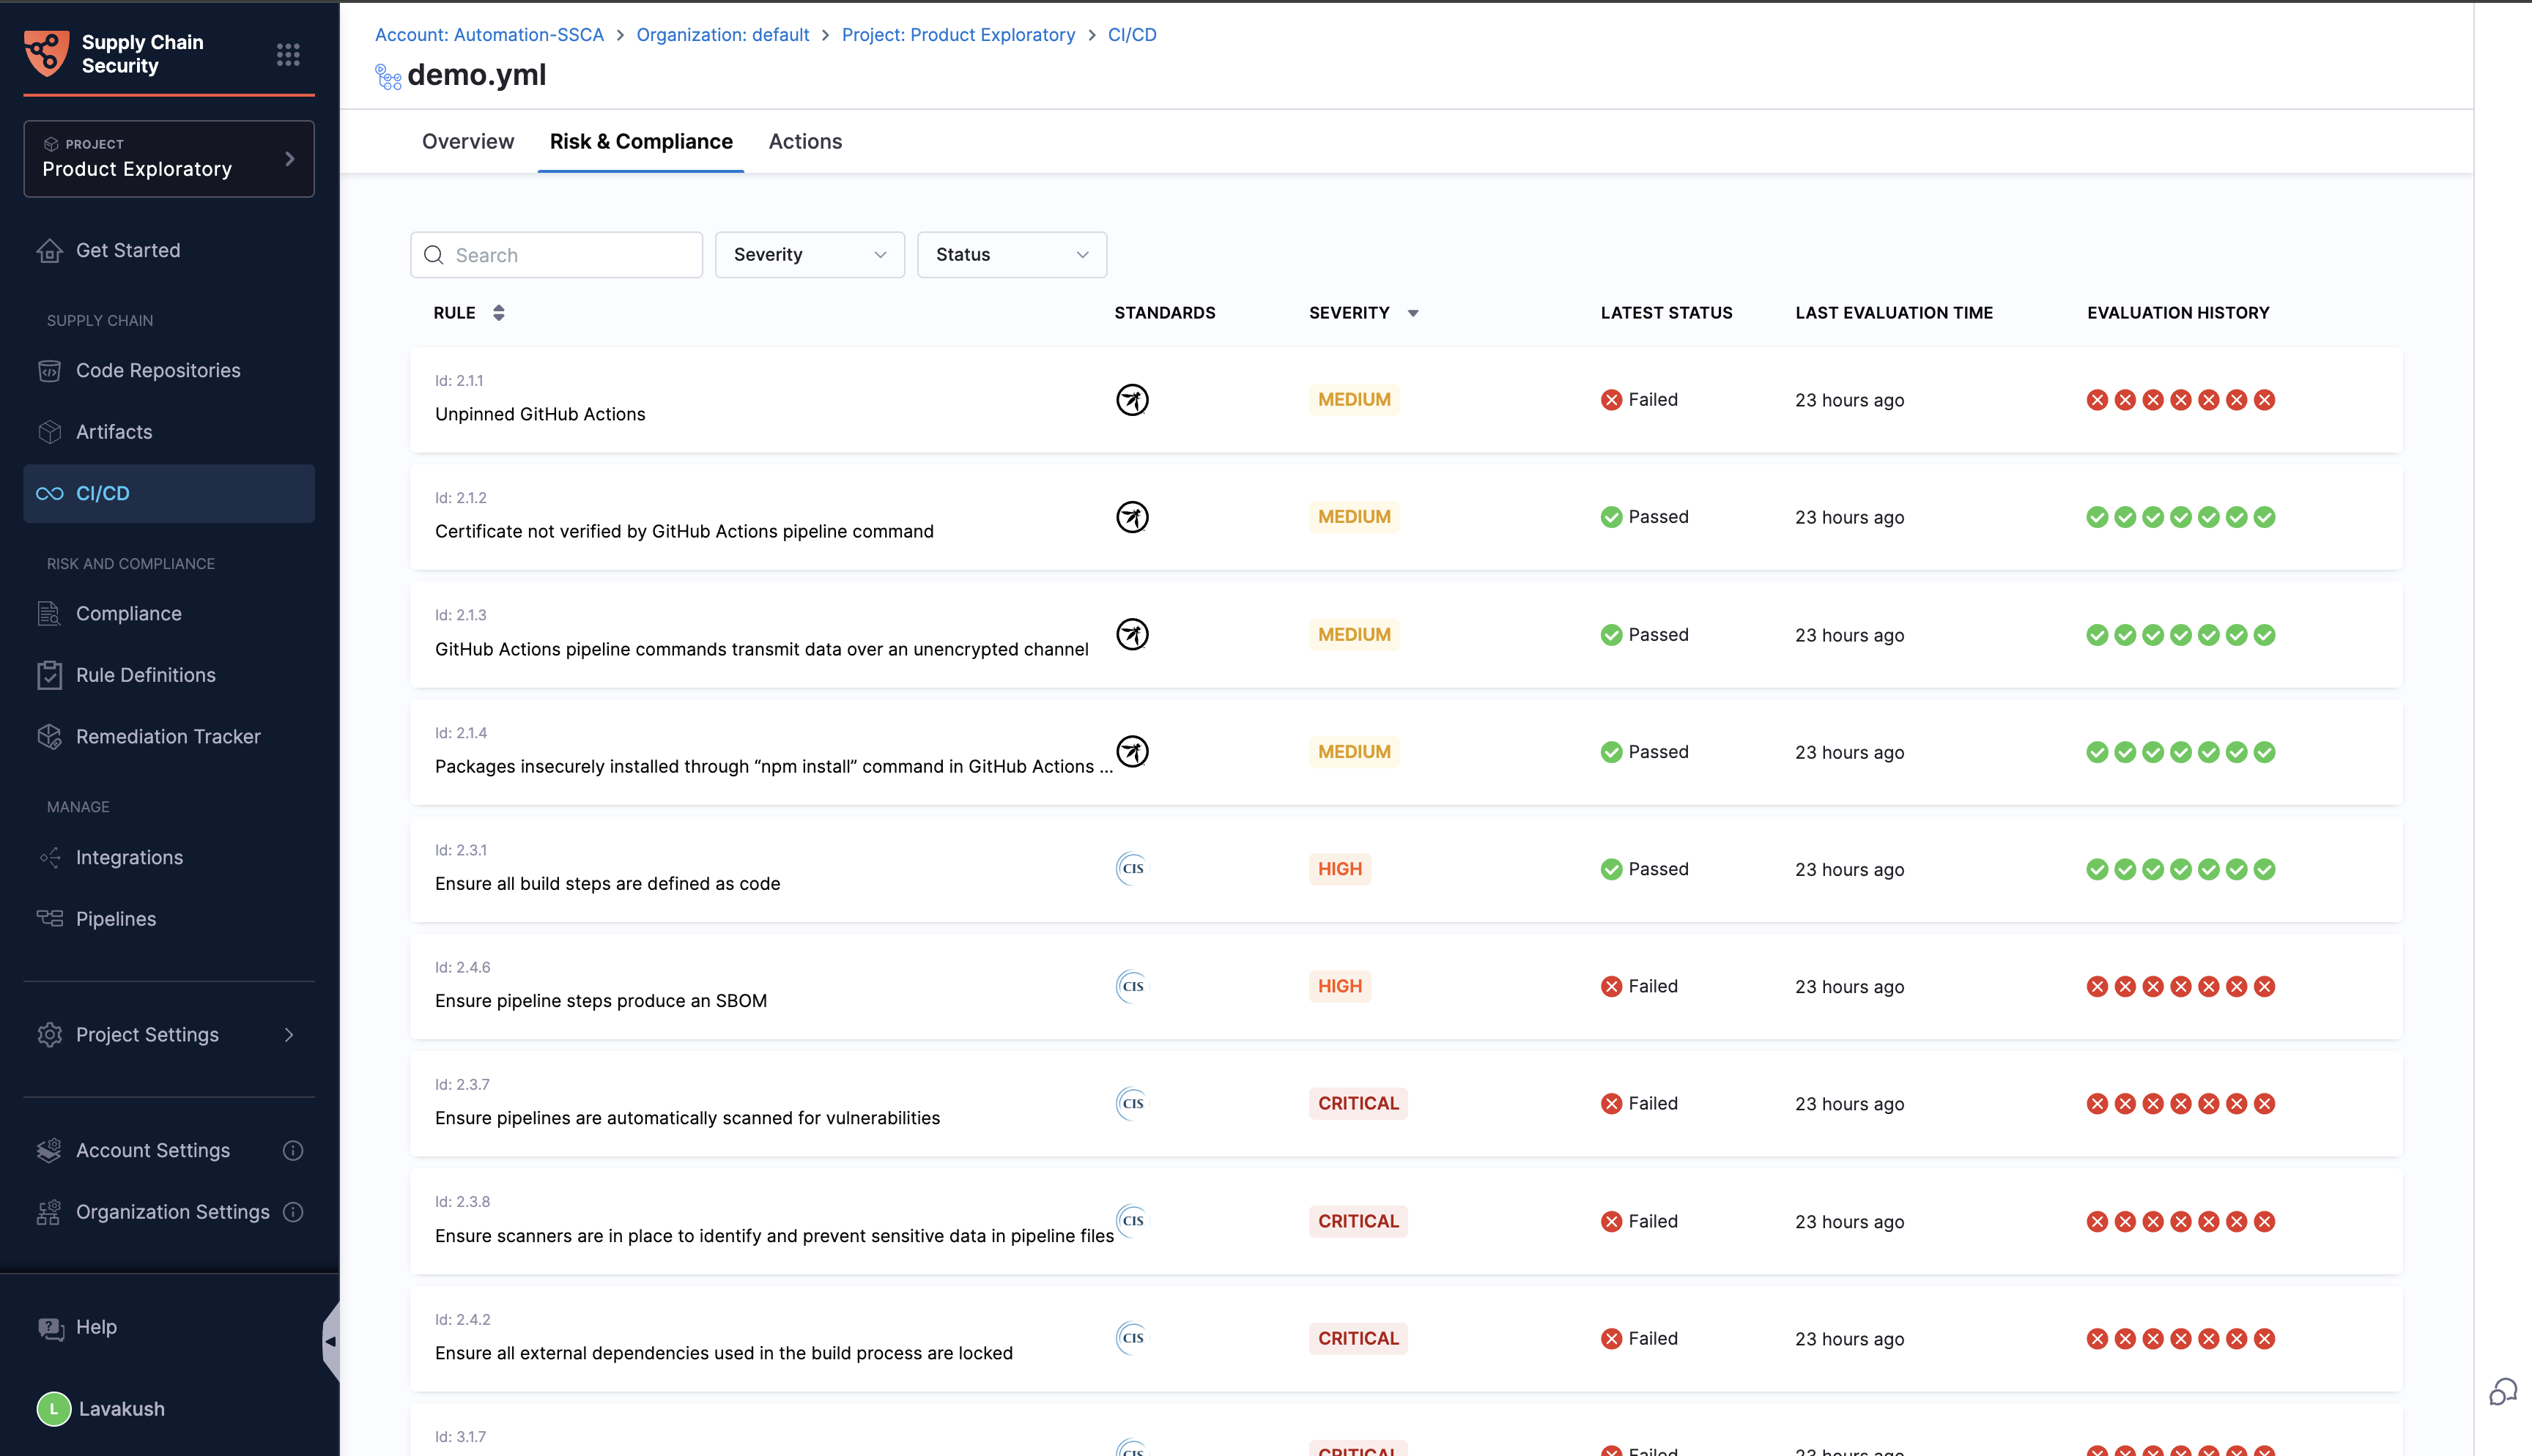 Supply Chain
Security
PROJECT
Product Exploratory
Get Started
SUPPLY CHAIN
Code Repositories
Artifacts
CI/CD
RISK AND COMPLIANCE
Compliance
Rule Definitions
Remediation Tracker
MANAGE
Integrations
Pipelines
Project Settings
Account Settings
Organization Settings
Help
L Lavakush
Account: Automation-SSCA > Organization: default > Project: Product Exploratory > CI/CD
demo.yml
Overview Risk & Compliance Actions
Search Severity Status
RULE STANDARDS SEVERITY LATEST STATUS LAST EVALUATION TIME EVALUATION HISTORY
Id: 2.1.1
Unpinned GitHub Actions MEDIUM Failed 23 hours ago
Id: 2.1.2
Certificate not verified by GitHub Actions pipeline command MEDIUM Passed 23 hours ago
Id: 2.1.3
GitHub Actions pipeline commands transmit data over an unencrypted channel MEDIUM Passed 23 hours ago
Id: 2.1.4
Packages insecurely installed through “npm install” command in GitHub Actions ... MEDIUM Passed 23 hours ago
Id: 2.3.1
Ensure all build steps are defined as code CIS HIGH Passed 23 hours ago
Id: 2.4.6
Ensure pipeline steps produce an SBOM CIS HIGH Failed 23 hours ago
Id: 2.3.7
Ensure pipelines are automatically scanned for vulnerabilities CIS CRITICAL Failed 23 hours ago
Id: 2.3.8
Ensure scanners are in place to identify and prevent sensitive data in pipeline files CIS CRITICAL Failed 23 hours ago
Id: 2.4.2
Ensure all external dependencies used in the build process are locked CIS CRITICAL Failed 23 hours ago
Id: 3.1.7
CIS CRITICAL Failed 23 hours ago